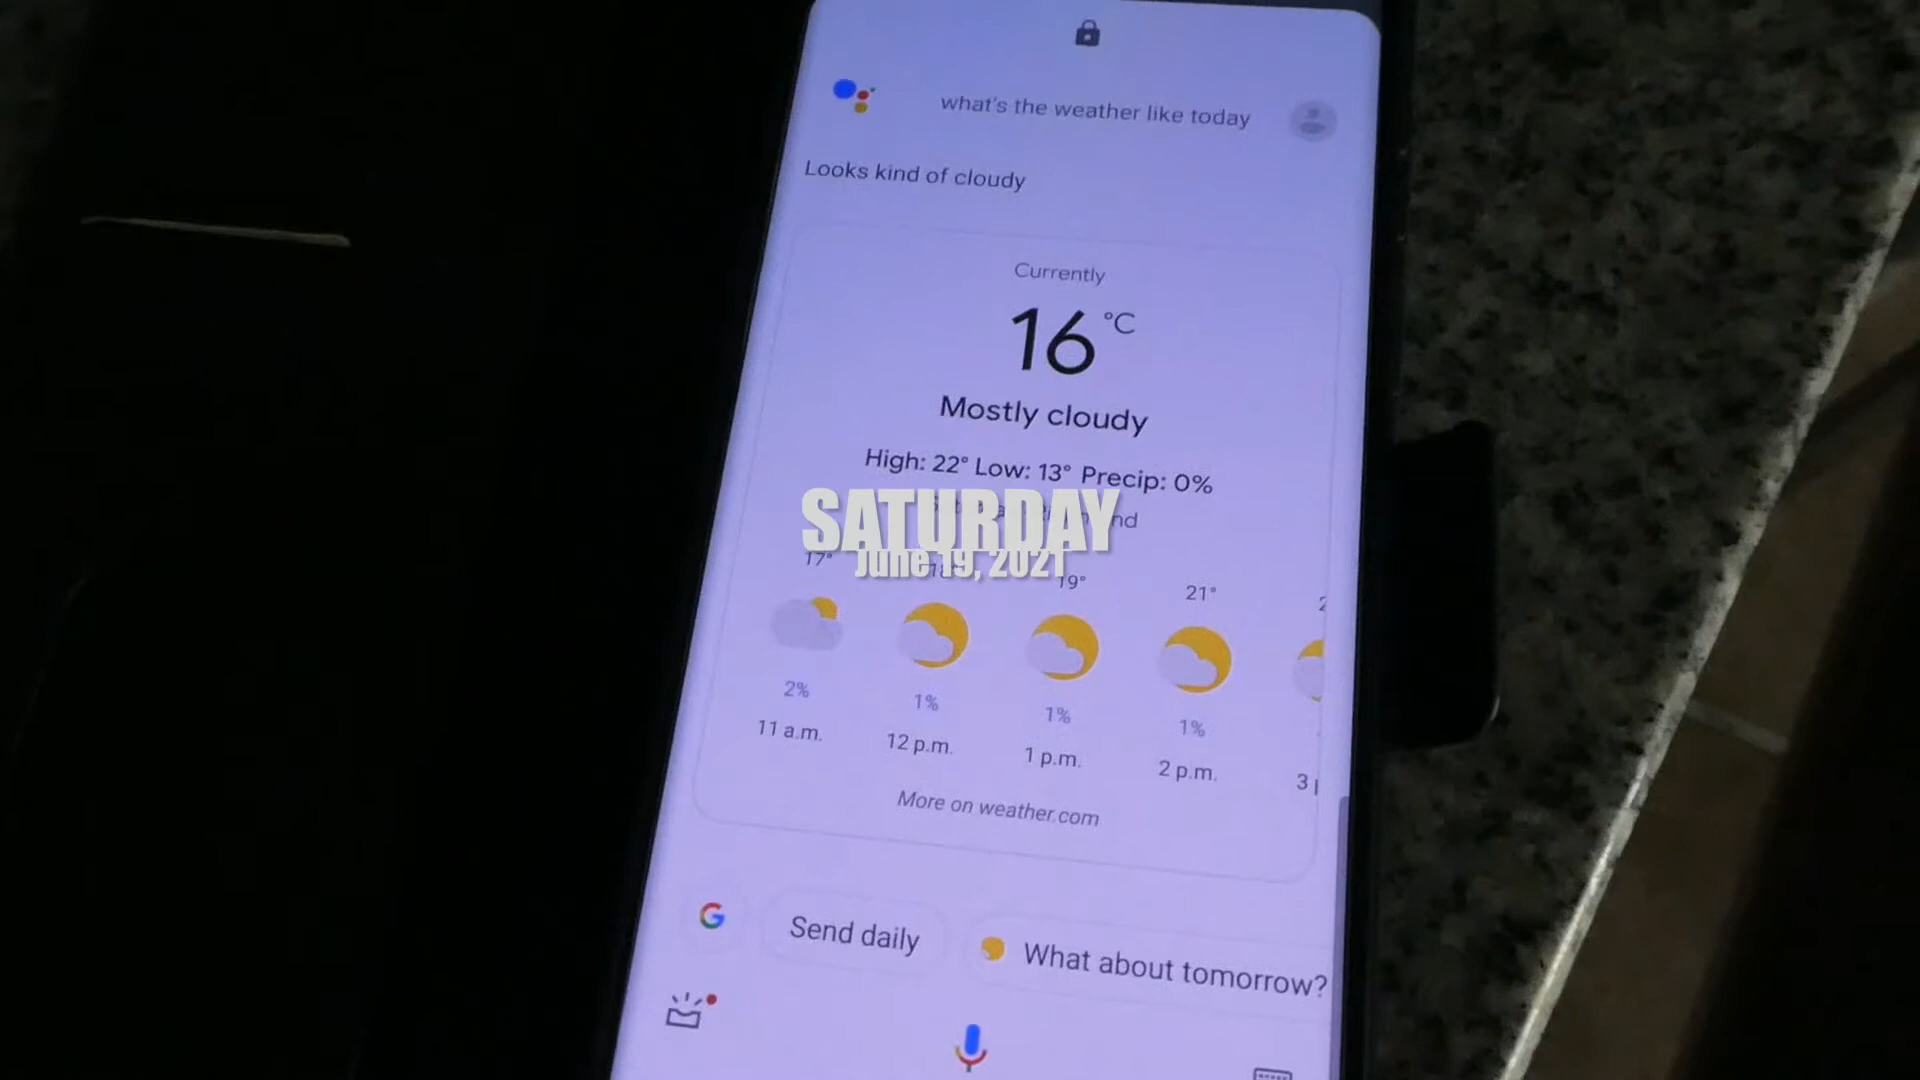 what's the weather like today
Looks kind of cloudy
Currently
16 °C
Mostly cloudy
High: 22° Low: 13° Precip: 0%
SATURDAY
June 19, 2021
17° 18° 19° 21°
2% 1% 1% 1%
11 a.m. 12 p.m. 1 p.m. 2 p.m. 3
More on weather.com
G Send daily What about tomorrow?